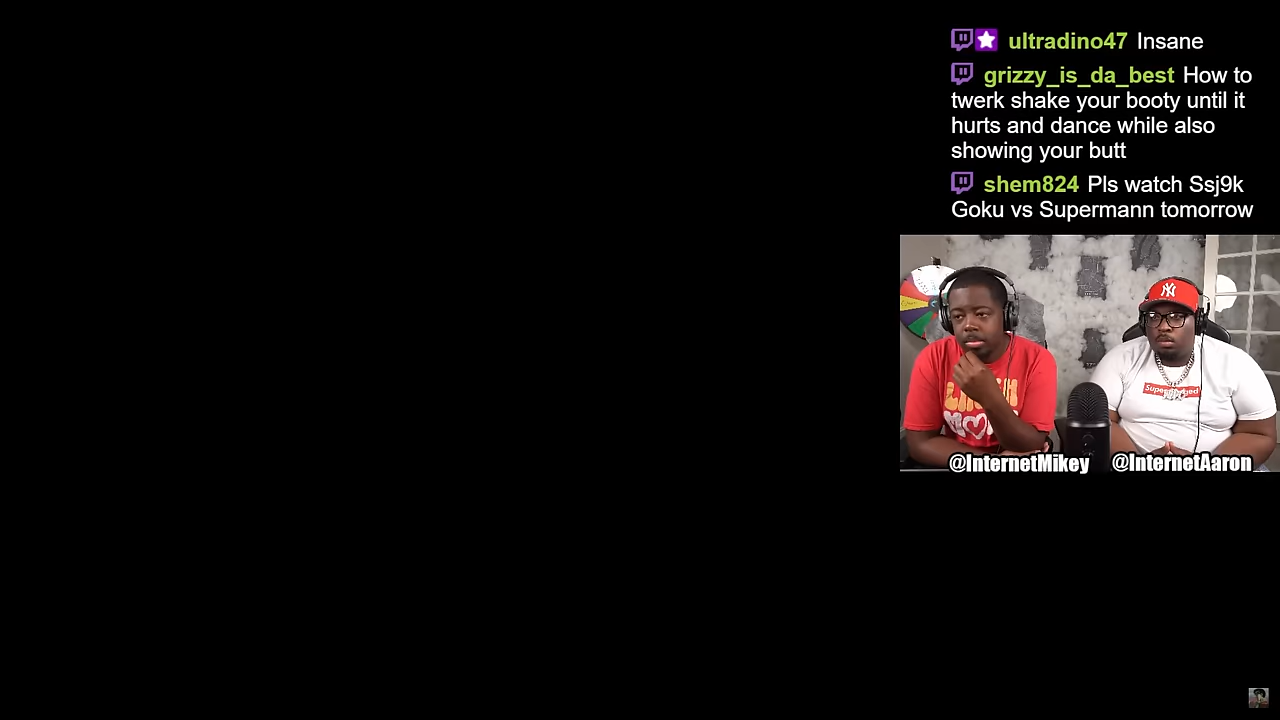 ultradino47 Insane
grizzy_is_da_best How to
twerk shake your booty until it
hurts and dance while also
showing your butt
shem824 Pls watch Ssj9k
Goku vs Supermann tomorrow
NY
@InternetMikey @InternetAaron